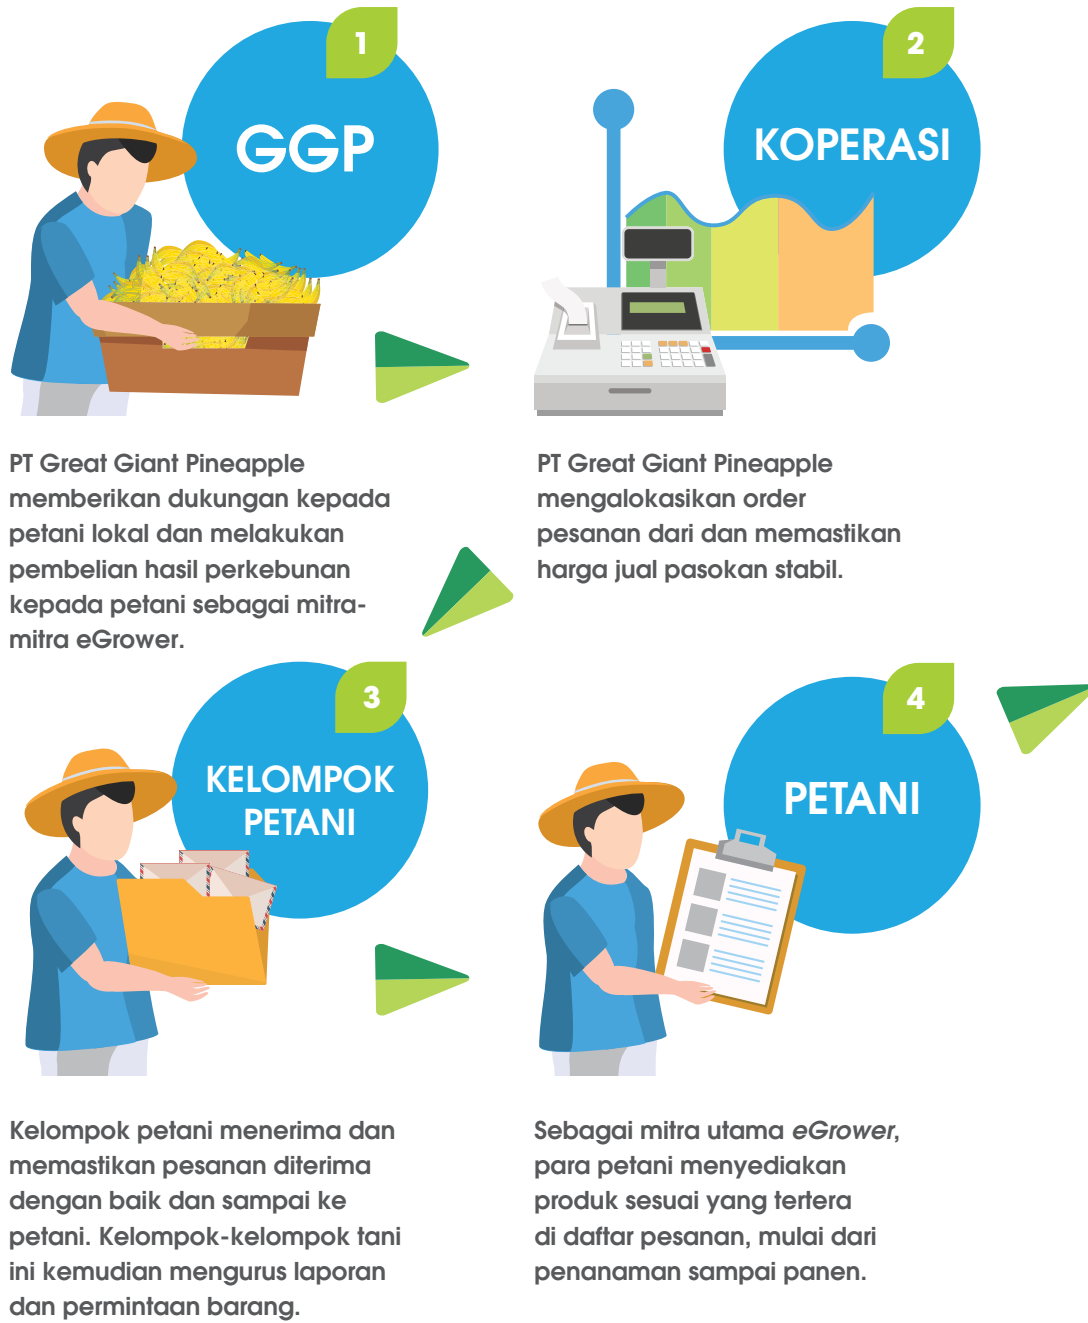 1
GGP
PT Great Giant Pineapple
memberikan dukungan kepada
petani lokal dan melakukan
pembelian hasil perkebunan
kepada petani sebagai mitra-
mitra eGrower.
2
KOPERASI
PT Great Giant Pineapple
mengalokasikan order
pesanan dari dan memastikan
harga jual pasokan stabil.
3
KELOMPOK
PETANI
Kelompok petani menerima dan
memastikan pesanan diterima
dengan baik dan sampai ke
petani. Kelompok-kelompok tani
ini kemudian mengurus laporan
dan permintaan barang.
4
PETANI
Sebagai mitra utama eGrower,
para petani menyediakan
produk sesuai yang tertera
di daftar pesanan, mulai dari
penanaman sampai panen.